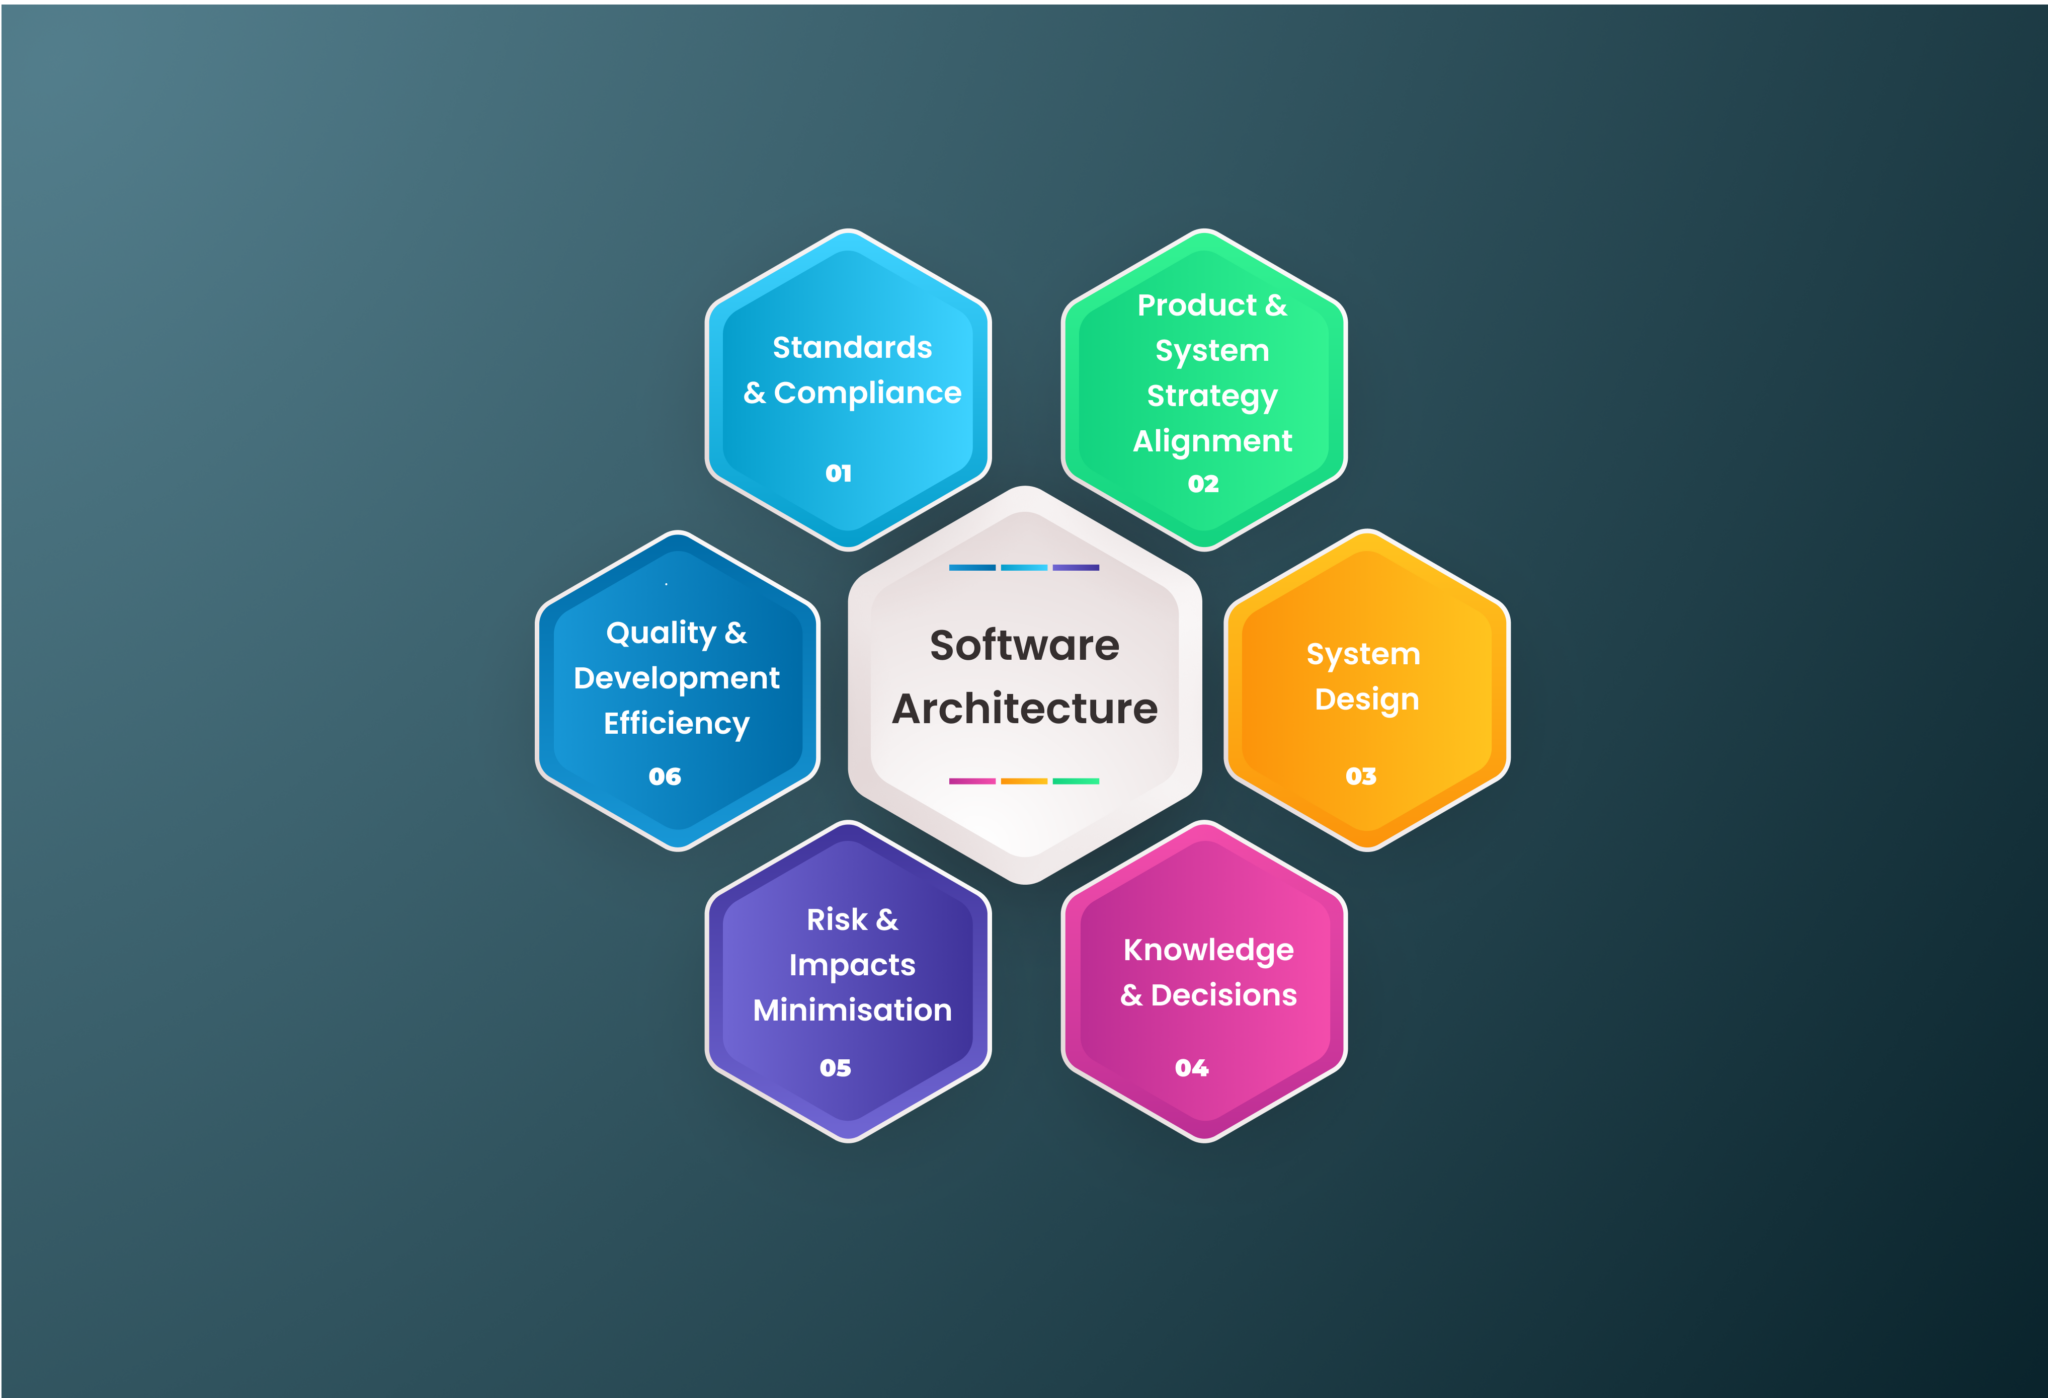 Standards
& Compliance
01
Product &
System
Strategy
Alignment
02
Software
Architecture
System
Design
03
Knowledge
& Decisions
04
Risk &
Impacts
Minimisation
05
Quality &
Development
Efficiency
06